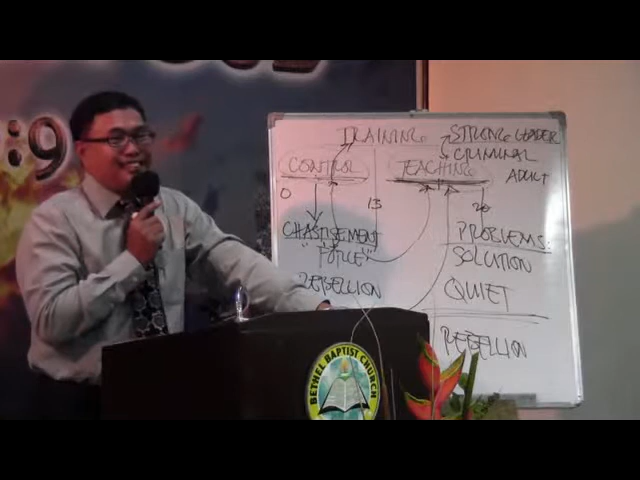 :9
TRAINING
STRONG LEADER
CRIMINAL
CONTROL
TEACHING
ADULT
0
13
20
CHASTISEMENT
"FORCE"
REBELLION
PROBLEMS:
SOLUTION
QUIET
REBELLION
BETHEL BAPTIST CHURCH